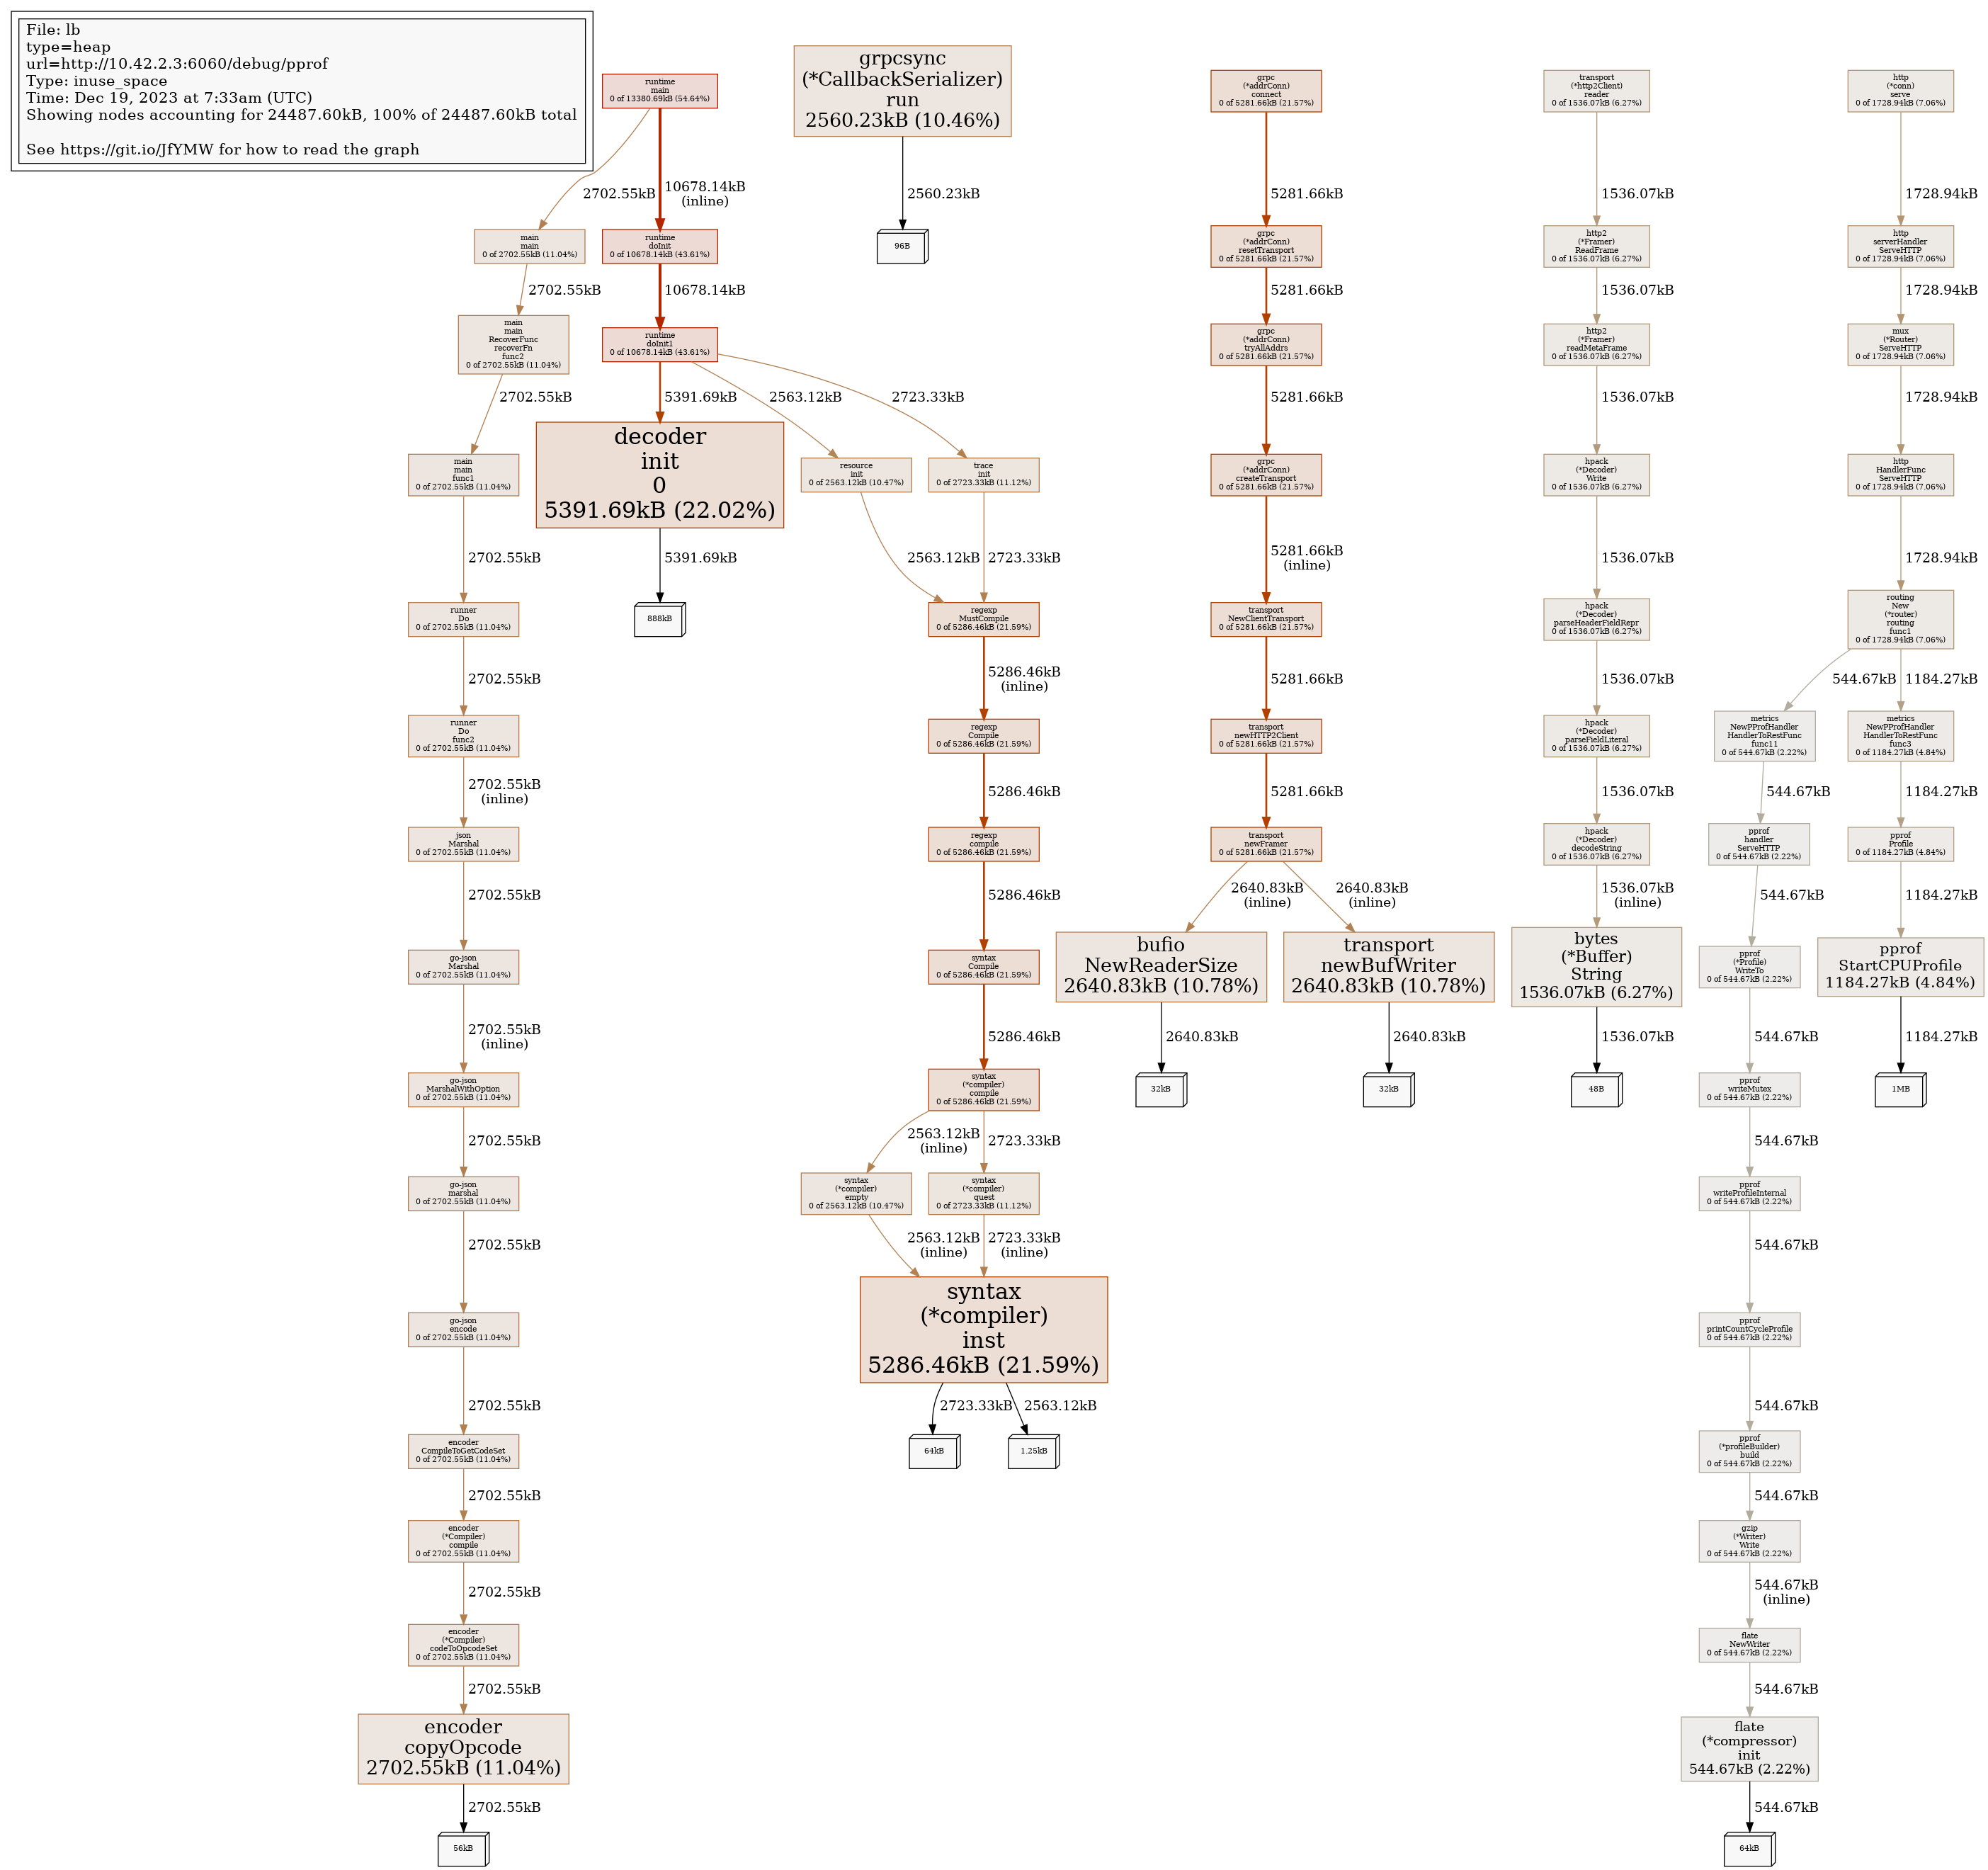 File: lb
type=heap
url=http://10.42.2.3:6060/debug/pprof
Type: inuse_space
Time: Dec 19, 2023 at 7:33am (UTC)
Showing nodes accounting for 24487.60kB, 100% of 24487.60kB total
See https://git.io/JfYMW for how to read the graph
runtime
main
0 of 13380.69kB (54.64%)
2702.55kB
10678.14kB
(inline)
main
main
0 of 2702.55kB (11.04%)
2702.55kB
main
main
RecoverFunc
recoverFn
func2
0 of 2702.55kB (11.04%)
2702.55kB
main
main
func1
0 of 2702.55kB (11.04%)
2702.55kB
runner
Do
0 of 2702.55kB (11.04%)
2702.55kB
runner
Do
func2
0 of 2702.55kB (11.04%)
2702.55kB
(inline)
json
Marshal
0 of 2702.55kB (11.04%)
2702.55kB
go-json
Marshal
0 of 2702.55kB (11.04%)
2702.55kB
(inline)
go-json
MarshalWithOption
0 of 2702.55kB (11.04%)
2702.55kB
go-json
marshal
0 of 2702.55kB (11.04%)
2702.55kB
go-json
encode
0 of 2702.55kB (11.04%)
2702.55kB
encoder
CompileToGetCodeSet
0 of 2702.55kB (11.04%)
2702.55kB
encoder
(*Compiler)
compile
0 of 2702.55kB (11.04%)
2702.55kB
encoder
(*Compiler)
codeToOpcodeSet
0 of 2702.55kB (11.04%)
2702.55kB
encoder
copyOpcode
2702.55kB (11.04%)
2702.55kB
56kB
runtime
doInit
0 of 10678.14kB (43.61%)
10678.14kB
runtime
doInit1
0 of 10678.14kB (43.61%)
5391.69kB
2563.12kB
2723.33kB
decoder
init
0
5391.69kB (22.02%)
5391.69kB
888kB
resource
init
0 of 2563.12kB (10.47%)
2563.12kB
trace
init
0 of 2723.33kB (11.12%)
2723.33kB
regexp
MustCompile
0 of 5286.46kB (21.59%)
5286.46kB
(inline)
regexp
Compile
0 of 5286.46kB (21.59%)
5286.46kB
regexp
compile
0 of 5286.46kB (21.59%)
5286.46kB
syntax
Compile
0 of 5286.46kB (21.59%)
5286.46kB
syntax
(*compiler)
compile
0 of 5286.46kB (21.59%)
2563.12kB
(inline)
2723.33kB
syntax
(*compiler)
empty
0 of 2563.12kB (10.47%)
2563.12kB
(inline)
syntax
(*compiler)
quest
0 of 2723.33kB (11.12%)
2723.33kB
(inline)
syntax
(*compiler)
inst
5286.46kB (21.59%)
2723.33kB
2563.12kB
64kB
1.25kB
grpcsync
(*CallbackSerializer)
run
2560.23kB (10.46%)
2560.23kB
96B
grpc
(*addrConn)
connect
0 of 5281.66kB (21.57%)
5281.66kB
grpc
(*addrConn)
resetTransport
0 of 5281.66kB (21.57%)
5281.66kB
grpc
(*addrConn)
tryAllAddrs
0 of 5281.66kB (21.57%)
5281.66kB
grpc
(*addrConn)
createTransport
0 of 5281.66kB (21.57%)
5281.66kB
(inline)
transport
NewClientTransport
0 of 5281.66kB (21.57%)
5281.66kB
transport
newHTTP2Client
0 of 5281.66kB (21.57%)
5281.66kB
transport
newFramer
0 of 5281.66kB (21.57%)
2640.83kB
(inline)
2640.83kB
(inline)
bufio
NewReaderSize
2640.83kB (10.78%)
2640.83kB
32kB
transport
newBufWriter
2640.83kB (10.78%)
2640.83kB
32kB
transport
(*http2Client)
reader
0 of 1536.07kB (6.27%)
1536.07kB
http2
(*Framer)
ReadFrame
0 of 1536.07kB (6.27%)
1536.07kB
http2
(*Framer)
readMetaFrame
0 of 1536.07kB (6.27%)
1536.07kB
hpack
(*Decoder)
Write
0 of 1536.07kB (6.27%)
1536.07kB
hpack
(*Decoder)
parseHeaderFieldRepr
0 of 1536.07kB (6.27%)
1536.07kB
hpack
(*Decoder)
parseFieldLiteral
0 of 1536.07kB (6.27%)
1536.07kB
hpack
(*Decoder)
decodeString
0 of 1536.07kB (6.27%)
1536.07kB
(inline)
bytes
(*Buffer)
String
1536.07kB (6.27%)
1536.07kB
48B
http
(*conn)
serve
0 of 1728.94kB (7.06%)
1728.94kB
http
serverHandler
ServeHTTP
0 of 1728.94kB (7.06%)
1728.94kB
mux
(*Router)
ServeHTTP
0 of 1728.94kB (7.06%)
1728.94kB
http
HandlerFunc
ServeHTTP
0 of 1728.94kB (7.06%)
1728.94kB
routing
New
(*router)
routing
func1
0 of 1728.94kB (7.06%)
544.67kB
1184.27kB
metrics
NewPProfHandler
HandlerToRestFunc
func11
0 of 544.67kB (2.22%)
544.67kB
pprof
handler
ServeHTTP
0 of 544.67kB (2.22%)
544.67kB
pprof
(*Profile)
WriteTo
0 of 544.67kB (2.22%)
544.67kB
pprof
writeMutex
0 of 544.67kB (2.22%)
544.67kB
pprof
writeProfileInternal
0 of 544.67kB (2.22%)
544.67kB
pprof
printCountCycleProfile
0 of 544.67kB (2.22%)
544.67kB
pprof
(*profileBuilder)
build
0 of 544.67kB (2.22%)
544.67kB
gzip
(*Writer)
Write
0 of 544.67kB (2.22%)
544.67kB
(inline)
flate
NewWriter
0 of 544.67kB (2.22%)
544.67kB
flate
(*compressor)
init
544.67kB (2.22%)
544.67kB
64kB
metrics
NewPProfHandler
HandlerToRestFunc
func3
0 of 1184.27kB (4.84%)
1184.27kB
pprof
Profile
0 of 1184.27kB (4.84%)
1184.27kB
pprof
StartCPUProfile
1184.27kB (4.84%)
1184.27kB
1MB